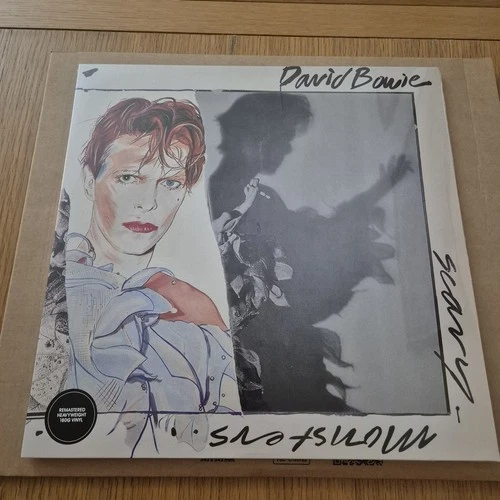 David Bowie
scary
monsters
REMASTERED
HEAVYWEIGHT
180G VINYL